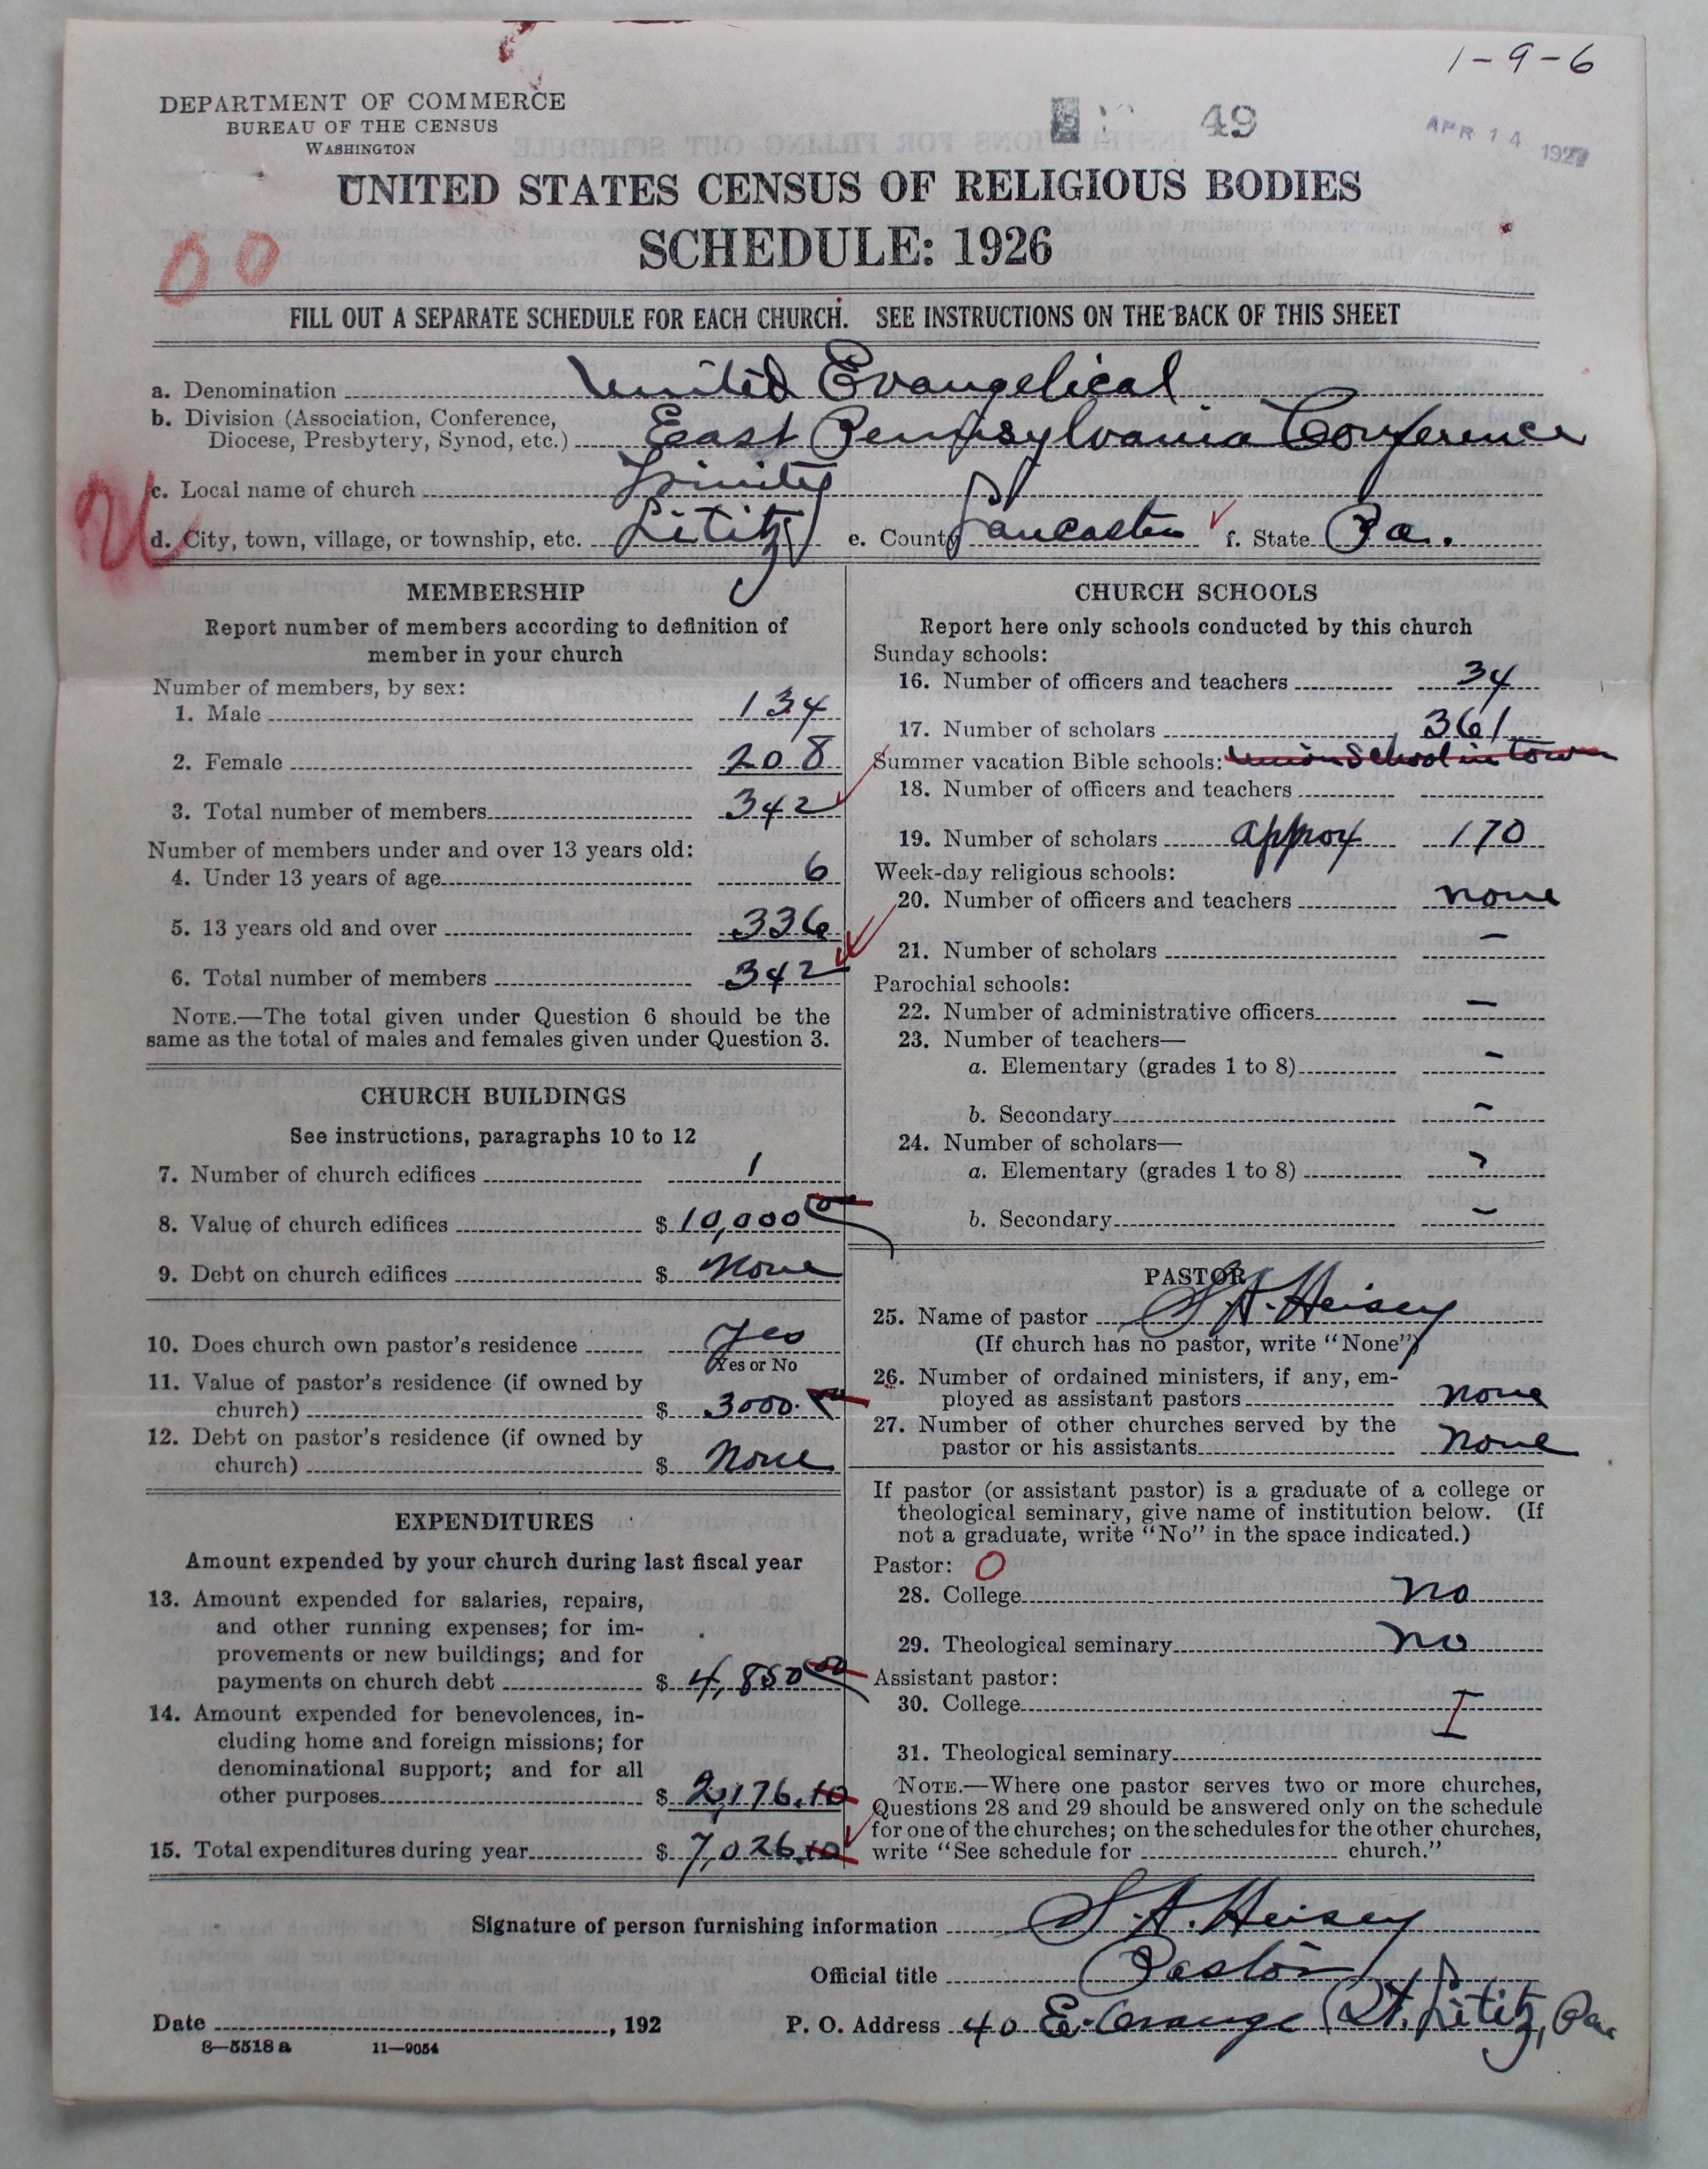 1-9-6
DEPARTMENT OF COMMERCE
BUREAU OF THE CENSUS
WASHINGTON
49
APR 14 1927
UNITED STATES CENSUS OF RELIGIOUS BODIES
SCHEDULE: 1926
00
FILL OUT A SEPARATE SCHEDULE FOR EACH CHURCH. SEE INSTRUCTIONS ON THE BACK OF THIS SHEET
a. Denomination United Evangelical
b. Division (Association, Conference,
Diocese, Presbytery, Synod, etc.) East Pennsylvania Conference
c. Local name of church Trinity
d. City, town, village, or township, etc. Lititz e. County Lancaster f. State Pa.
MEMBERSHIP
Report number of members according to definition of
member in your church
Number of members, by sex:
1. Male 134
2. Female 208
3. Total number of members 342
Number of members under and over 13 years old:
4. Under 13 years of age 6
5. 13 years old and over 336
6. Total number of members 342
NOTE.—The total given under Question 6 should be the
same as the total of males and females given under Question 3.
CHURCH BUILDINGS
See instructions, paragraphs 10 to 12
7. Number of church edifices 1
8. Value of church edifices $ 10,000 00
9. Debt on church edifices $ None
10. Does church own pastor's residence Yes
Yes or No
11. Value of pastor's residence (if owned by
church) $ 3000.
12. Debt on pastor's residence (if owned by
church) $ None
EXPENDITURES
Amount expended by your church during last fiscal year
13. Amount expended for salaries, repairs,
and other running expenses; for im-
provements or new buildings; and for
payments on church debt $ 4,850 00
14. Amount expended for benevolences, in-
cluding home and foreign missions; for
denominational support; and for all
other purposes $ 2,176.10
15. Total expenditures during year $ 7,026.10
CHURCH SCHOOLS
Report here only schools conducted by this church
Sunday schools:
16. Number of officers and teachers 34
17. Number of scholars 361
Summer vacation Bible schools: Union School in town
18. Number of officers and teachers
19. Number of scholars approx 170
Week-day religious schools:
20. Number of officers and teachers none
21. Number of scholars –
Parochial schools:
22. Number of administrative officers –
23. Number of teachers—
a. Elementary (grades 1 to 8) –
b. Secondary –
24. Number of scholars—
a. Elementary (grades 1 to 8) –
b. Secondary –
PASTOR
25. Name of pastor S. A. Heisey
(If church has no pastor, write "None")
26. Number of ordained ministers, if any, em-
ployed as assistant pastors none
27. Number of other churches served by the
pastor or his assistants none
If pastor (or assistant pastor) is a graduate of a college or
theological seminary, give name of institution below. (If
not a graduate, write "No" in the space indicated.)
Pastor: O
28. College no
29. Theological seminary no
Assistant pastor:
30. College I
31. Theological seminary
NOTE.—Where one pastor serves two or more churches,
Questions 28 and 29 should be answered only on the schedule
for one of the churches; on the schedules for the other churches,
write "See schedule for church."
Signature of person furnishing information S. A. Heisey
Official title Pastor
Date , 192 P. O. Address 40 E. Orange St. Lititz, Pa.
8—5518 a 11—9054